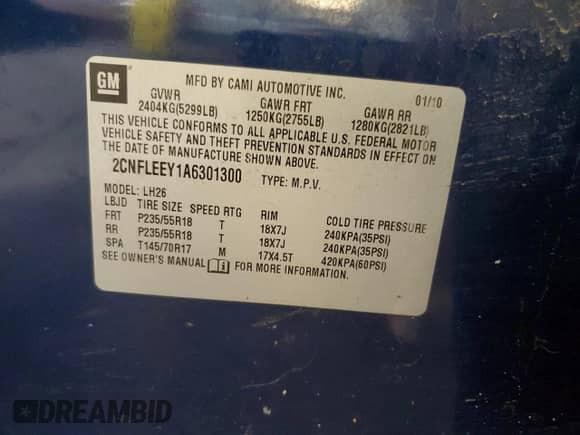 GM
MFD BY CAMI AUTOMOTIVE INC.
01/10
GVWR GAWR FRT GAWR RR
2404KG(5299LB) 1250KG(2755LB) 1280KG(2821LB)
THIS VEHICLE CONFORMS TO ALL APPLICABLE U.S. FEDERAL MOTOR
VEHICLE SAFETY AND THEFT PREVENTION STANDARDS IN EFFECT ON
THE DATE OF MANUFACTURE SHOWN ABOVE.
2CNFLEEY1A6301300 TYPE: M.P.V.
MODEL: LH26
LBJD TIRE SIZE SPEED RTG RIM COLD TIRE PRESSURE
FRT P235/55R18 T 18X7J 240KPA(35PSI)
RR P235/55R18 T 18X7J 240KPA(35PSI)
SPA T145/70R17 M 17X4.5T 420KPA(60PSI)
SEE OWNER'S MANUAL i FOR MORE INFORMATION.
DREAMBID